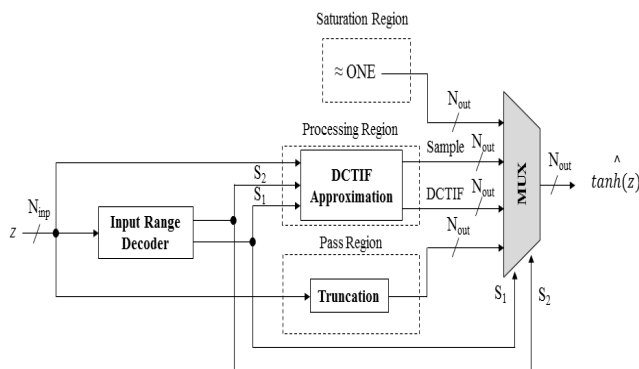 Saturation Region
≈ ONE
N_out
Processing Region
Sample
N_out
S_2
DCTIF
Approximation
S_1
DCTIF
N_out
MUX
N_out
^
tanh(z)
N_inp
z
Input Range
Decoder
Pass Region
N_out
Truncation
S_1
S_2